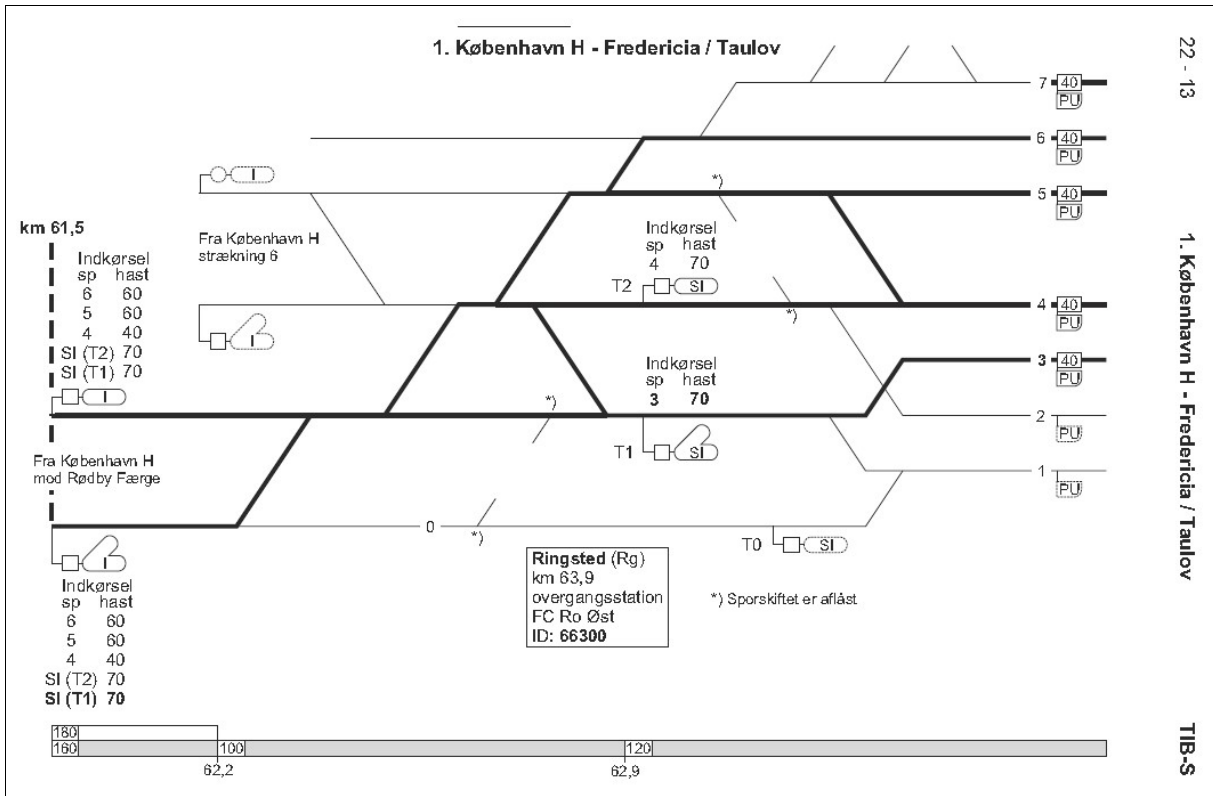 1. København H - Fredericia / Taulov
22 - 13
7 40
PU
6 40
PU
*)
5 40
PU
I
km 61,5
Fra København H
strækning 6
Indkørsel
sp hast
6 60
5 60
4 40
SI (T2) 70
SI (T1) 70
I
I
Indkørsel
sp hast
4 70
T2 SI
*)
4 40
PU
Indkørsel
sp hast
3 70
T1 SI
3 40
PU
*)
2
PU
1
PU
1. København H - Fredericia / Taulov
Fra København H
mod Rødby Færge
0
*)
T0 SI
I
Indkørsel
sp hast
6 60
5 60
4 40
SI (T2) 70
SI (T1) 70
Ringsted (Rg)
km 63,9
overgangsstation
FC Ro Øst
ID: 66300
*) Sporskiftet er aflåst
180
160 100 120
62,2 62,9
TIB-S